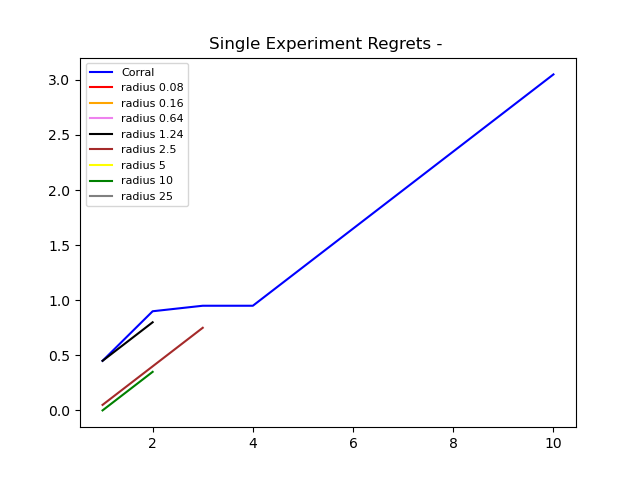 Single Experiment Regrets -
3.0
2.5
2.0
1.5
1.0
0.5
0.0
Corral
radius 0.08
radius 0.16
radius 0.64
radius 1.24
radius 2.5
radius 5
radius 10
radius 25
2 4 6 8 10